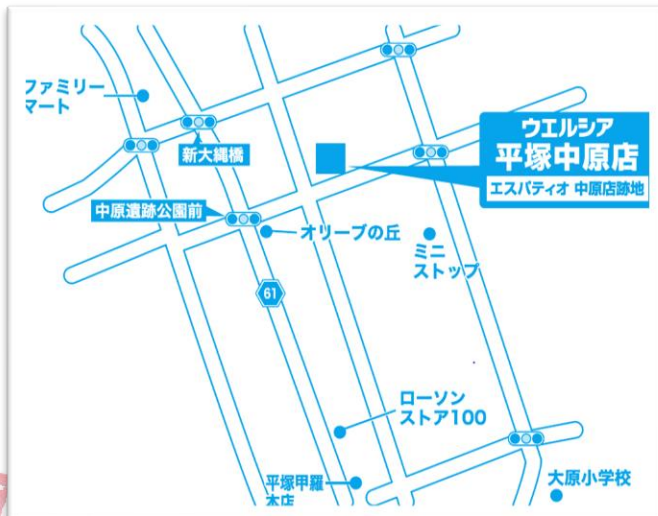 ファミリー
マート
新大縄橋
ウエルシア
平塚中原店
エスパティオ 中原店跡地
中原遺跡公園前
オリーブの丘
ミニ
ストップ
61
ローソン
ストア100
平塚甲羅
本店
大原小学校